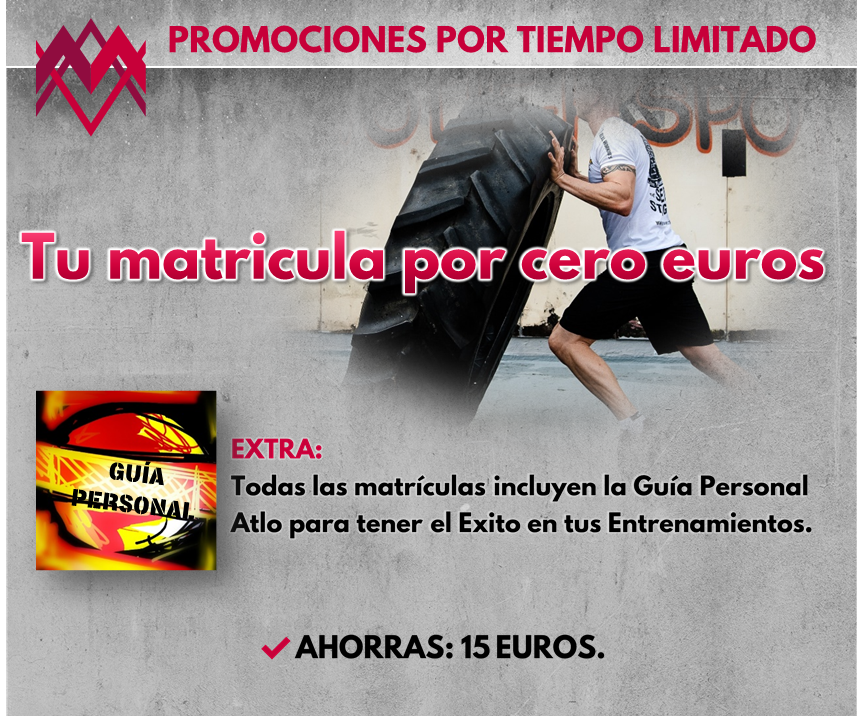 PROMOCIONES POR TIEMPO LIMITADO
Tu matricula por cero euros
GUÍA
PERSONAL
EXTRA:
Todas las matrículas incluyen la Guía Personal
Atlo para tener el Exito en tus Entrenamientos.
AHORRAS: 15 EUROS.